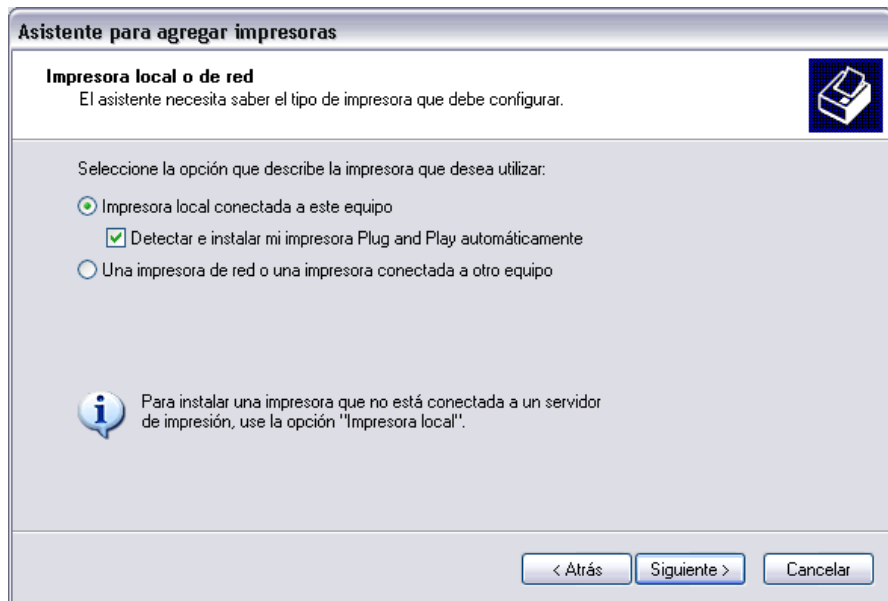 Asistente para agregar impresoras
Impresora local o de red
El asistente necesita saber el tipo de impresora que debe configurar.
Seleccione la opción que describe la impresora que desea utilizar:
Impresora local conectada a este equipo
Detectar e instalar mi impresora Plug and Play automáticamente
Una impresora de red o una impresora conectada a otro equipo
Para instalar una impresora que no está conectada a un servidor
de impresión, use la opción "Impresora local".
< Atrás
Siguiente >
Cancelar